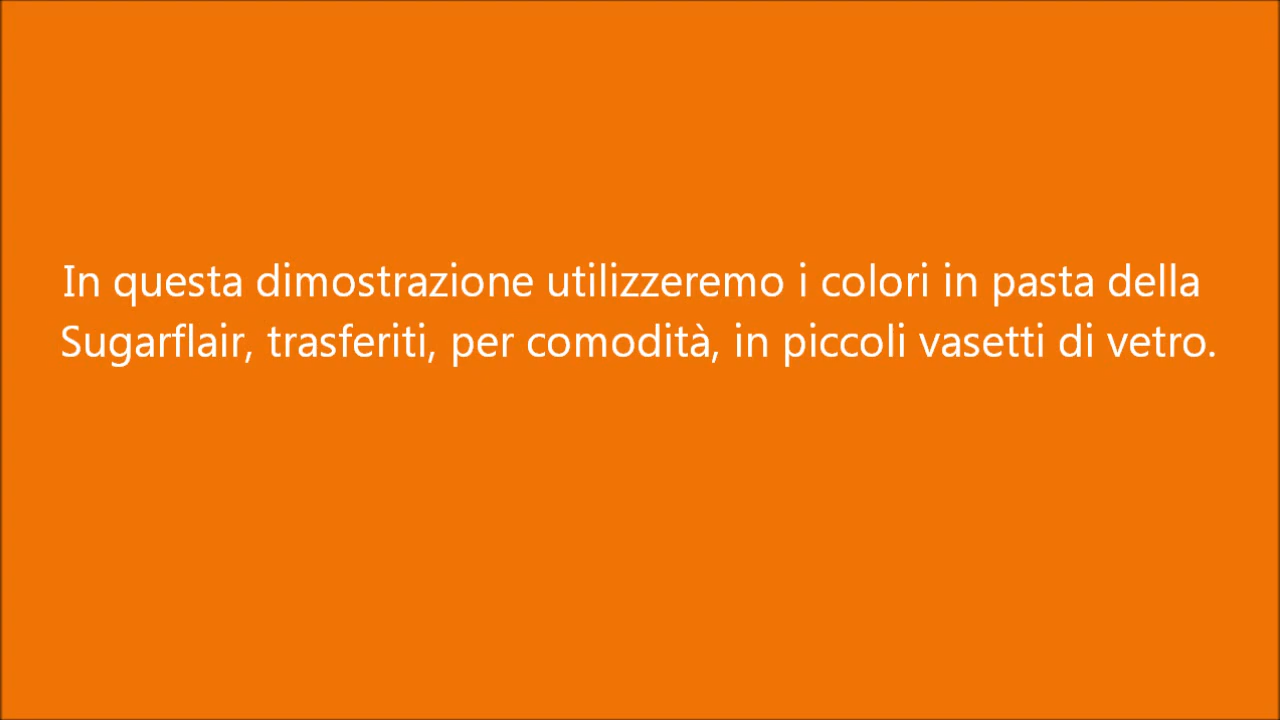 In questa dimostrazione utilizzeremo i colori in pasta della
Sugarflair, trasferiti, per comodità, in piccoli vasetti di vetro.